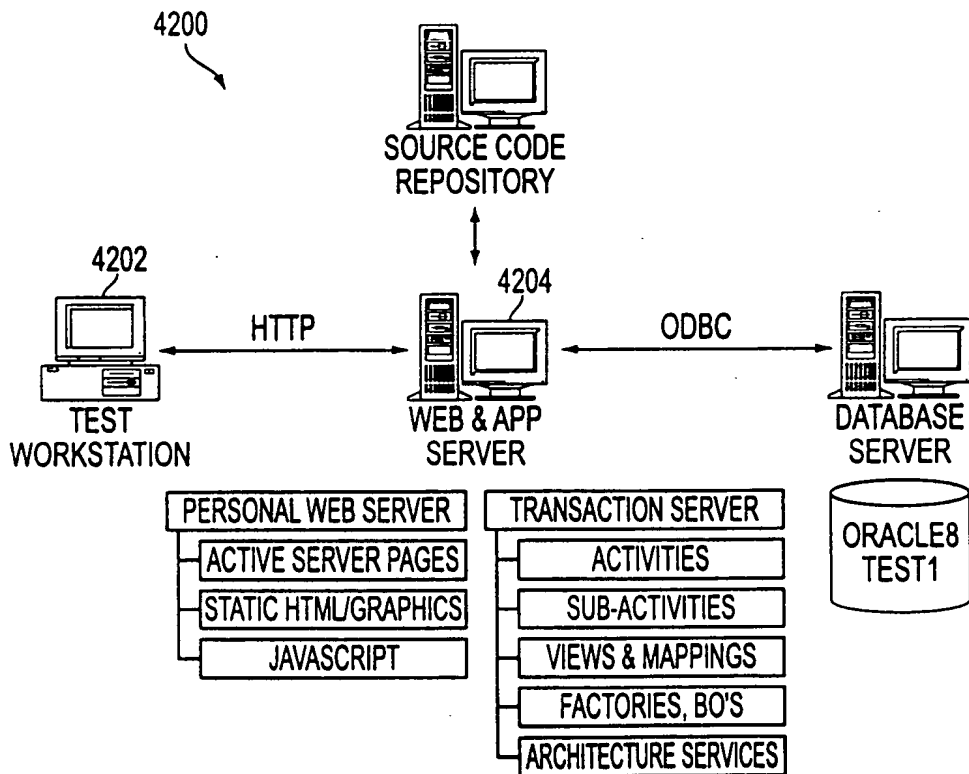 4200
SOURCE CODE
REPOSITORY
4202
4204
HTTP
ODBC
TEST
WORKSTATION
WEB & APP
SERVER
DATABASE
SERVER
PERSONAL WEB SERVER
ACTIVE SERVER PAGES
STATIC HTML/GRAPHICS
JAVASCRIPT
TRANSACTION SERVER
ACTIVITIES
SUB-ACTIVITIES
VIEWS & MAPPINGS
FACTORIES, BO'S
ARCHITECTURE SERVICES
ORACLE8
TEST1